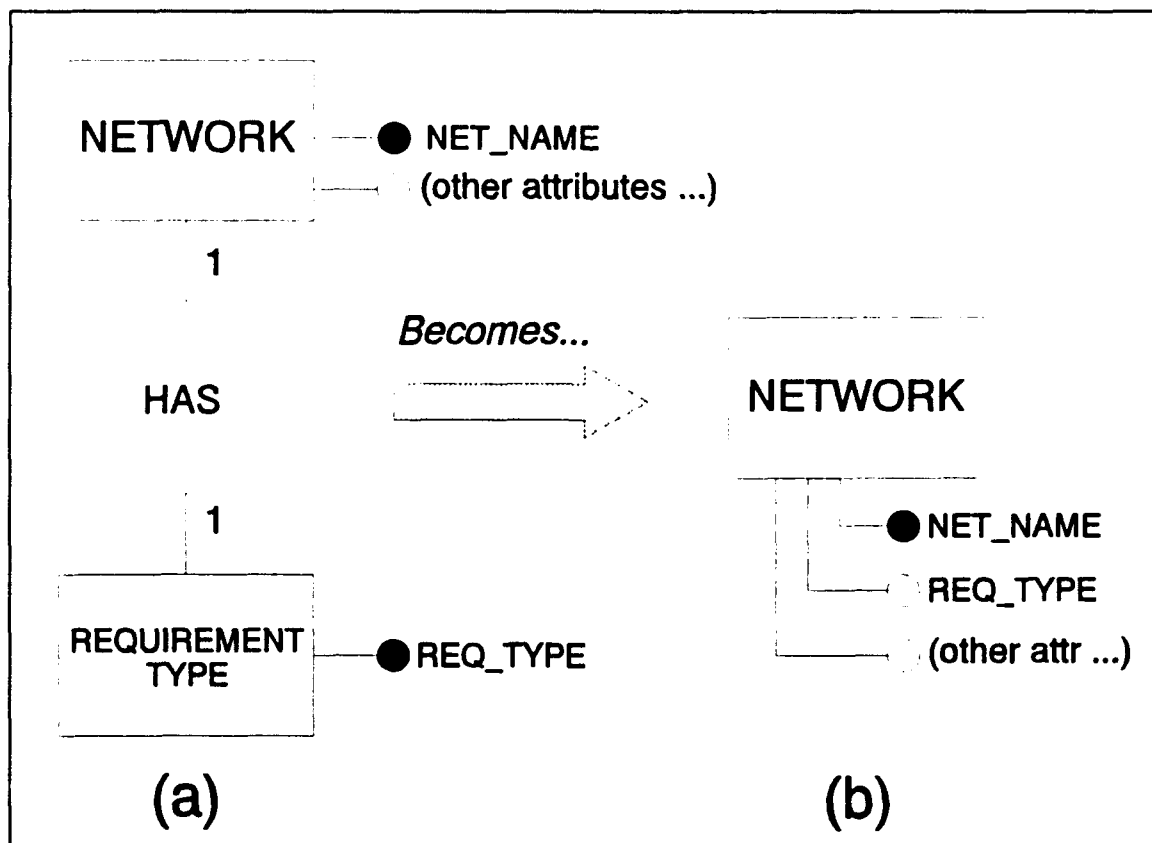 NETWORK
NET_NAME
(other attributes ...)
1
HAS
1
REQUIREMENT
TYPE
REQ_TYPE
(a)
Becomes...
NETWORK
NET_NAME
REQ_TYPE
(other attr ...)
(b)